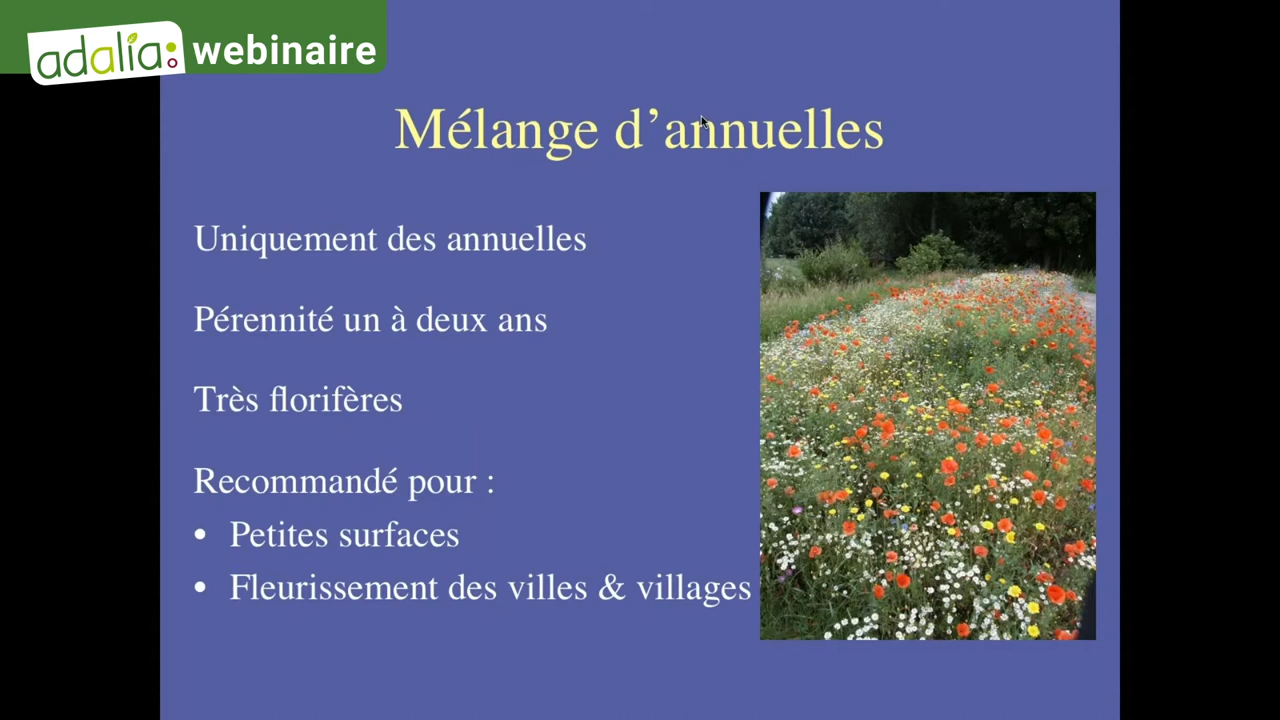 adalia: webinaire
Mélange d’annuelles
Uniquement des annuelles
Pérennité un à deux ans
Très florifères
Recommandé pour :
• Petites surfaces
• Fleurissement des villes & villages